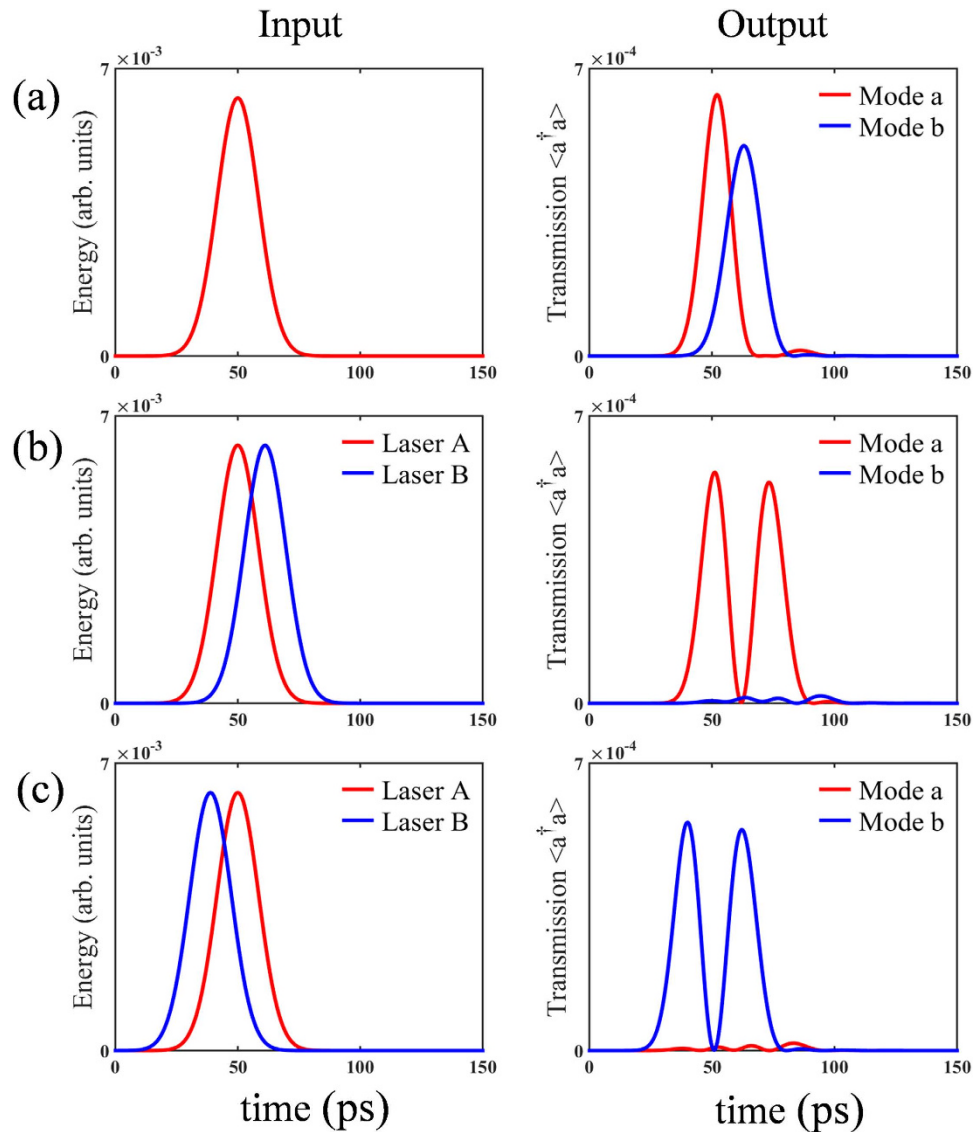 Input
Output
(a)
7 ×10⁻³
Energy (arb. units)
0
0 50 100 150
7 ×10⁻⁴
Transmission <a†a>
Mode a
Mode b
0
0 50 100 150
(b)
7 ×10⁻³
Energy (arb. units)
Laser A
Laser B
0
0 50 100 150
7 ×10⁻⁴
Transmission <a†a>
Mode a
Mode b
0
0 50 100 150
(c)
7 ×10⁻³
Energy (arb. units)
Laser A
Laser B
0
0 50 100 150
time (ps)
7 ×10⁻⁴
Transmission <a†a>
Mode a
Mode b
0
0 50 100 150
time (ps)